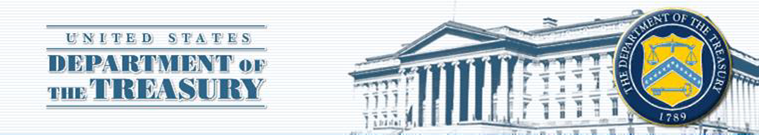 UNITED STATES
DEPARTMENT OF
THE TREASURY
THE DEPARTMENT OF THE TREASURY
1789